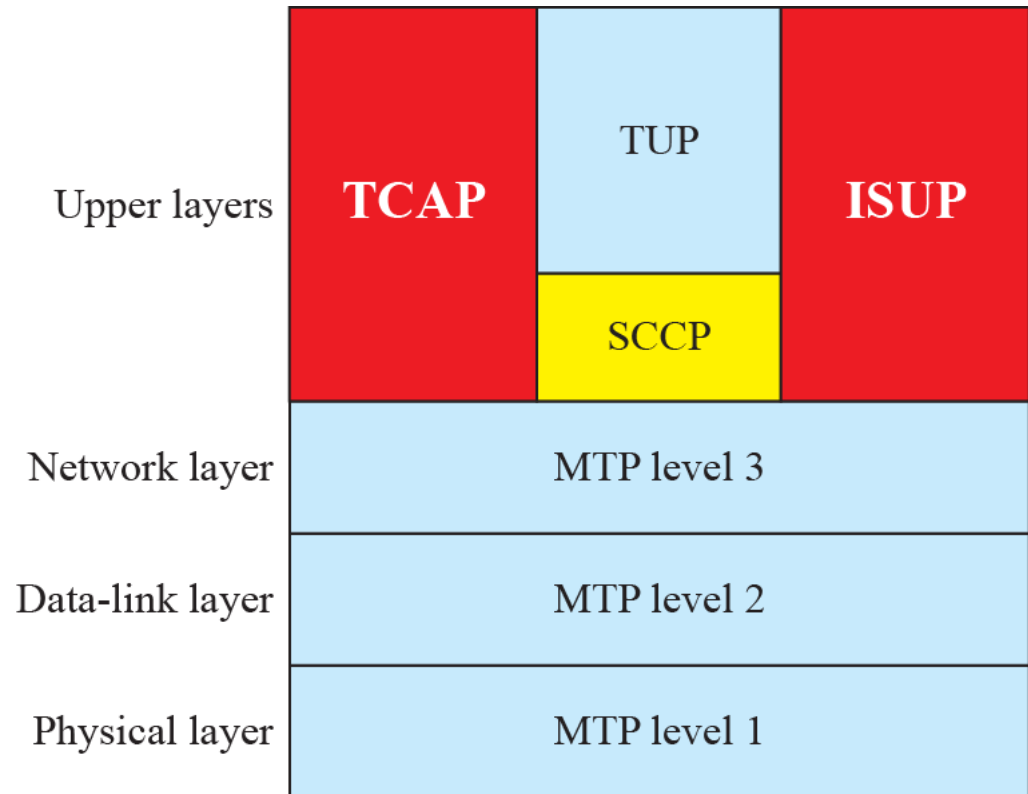 TUP
Upper layers
TCAP
ISUP
SCCP
Network layer
MTP level 3
Data-link layer
MTP level 2
Physical layer
MTP level 1